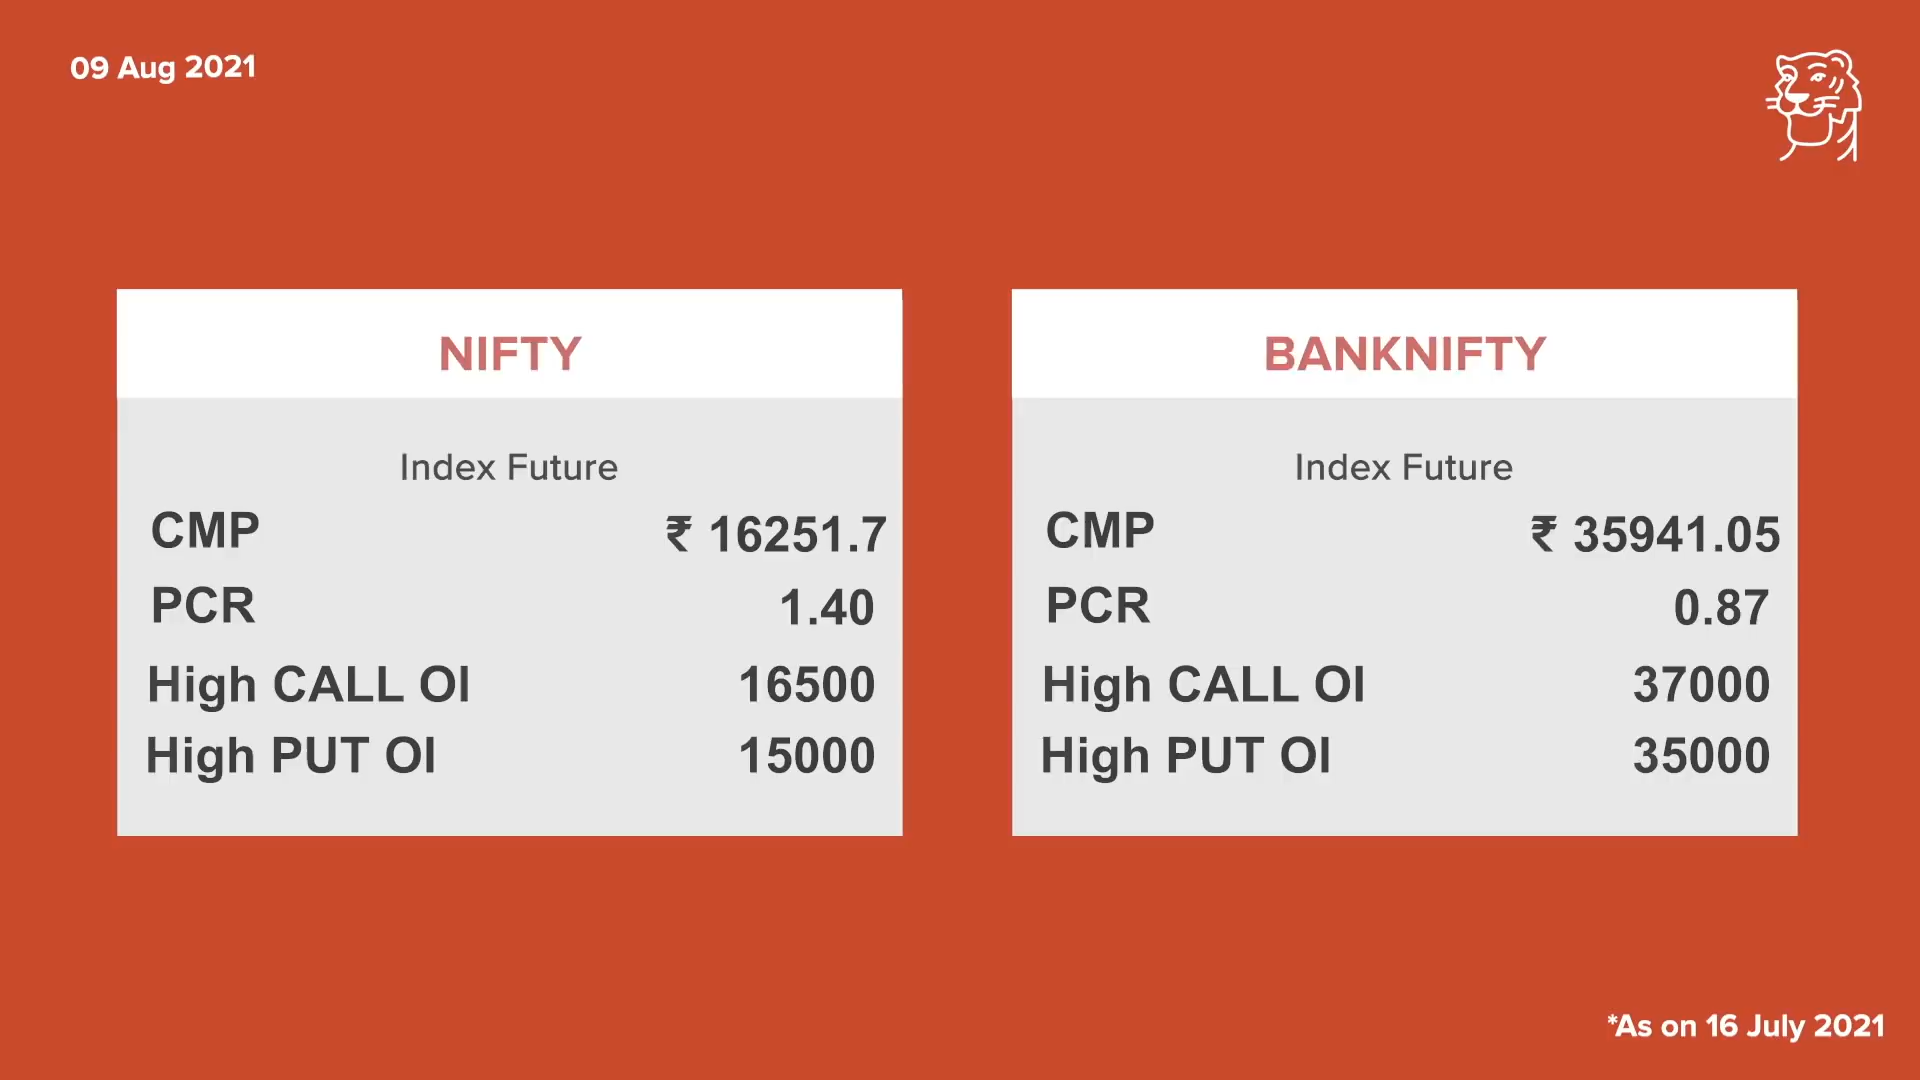 09 Aug 2021
NIFTY
Index Future
CMP ₹ 16251.7
PCR 1.40
High CALL OI 16500
High PUT OI 15000
BANKNIFTY
Index Future
CMP ₹ 35941.05
PCR 0.87
High CALL OI 37000
High PUT OI 35000
*As on 16 July 2021